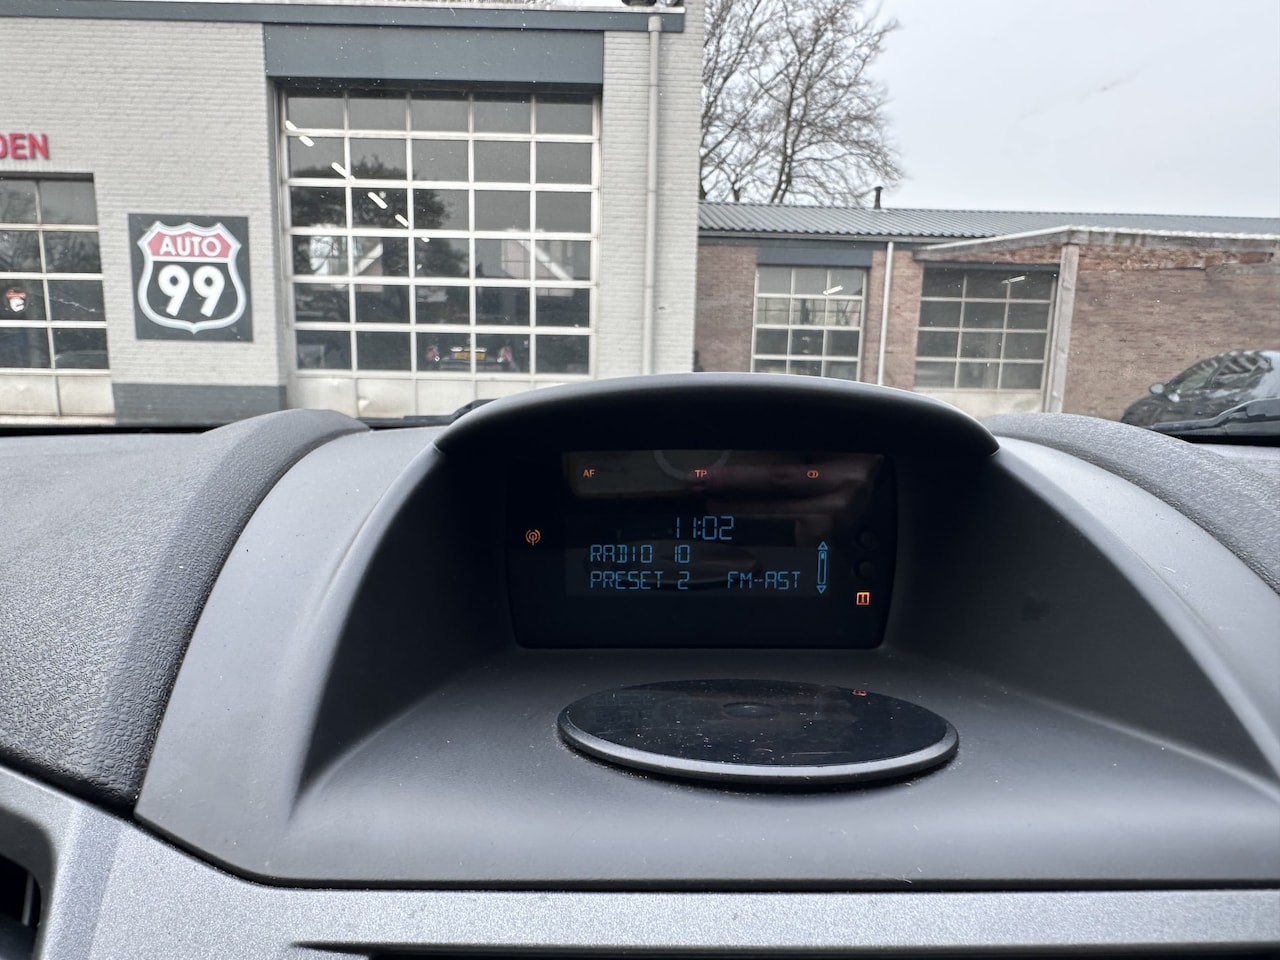 DEN
AUTO
99
AF TP
11:02
RADIO 10
PRESET 2 FM-AST